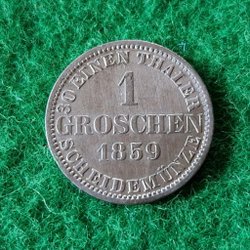 30 EINEN THALER
1
GROSCHEN
1859
SCHEIDEMÜNZE